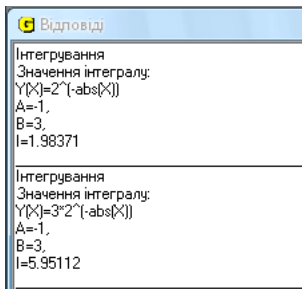 Відповіді
Інтегрування
Значення інтегралу:
Y(X)=2^(-abs(X))
A=-1,
B=3,
I=1.98371
Інтегрування
Значення інтегралу:
Y(X)=3*2^(-abs(X))
A=-1,
B=3,
I=5.95112